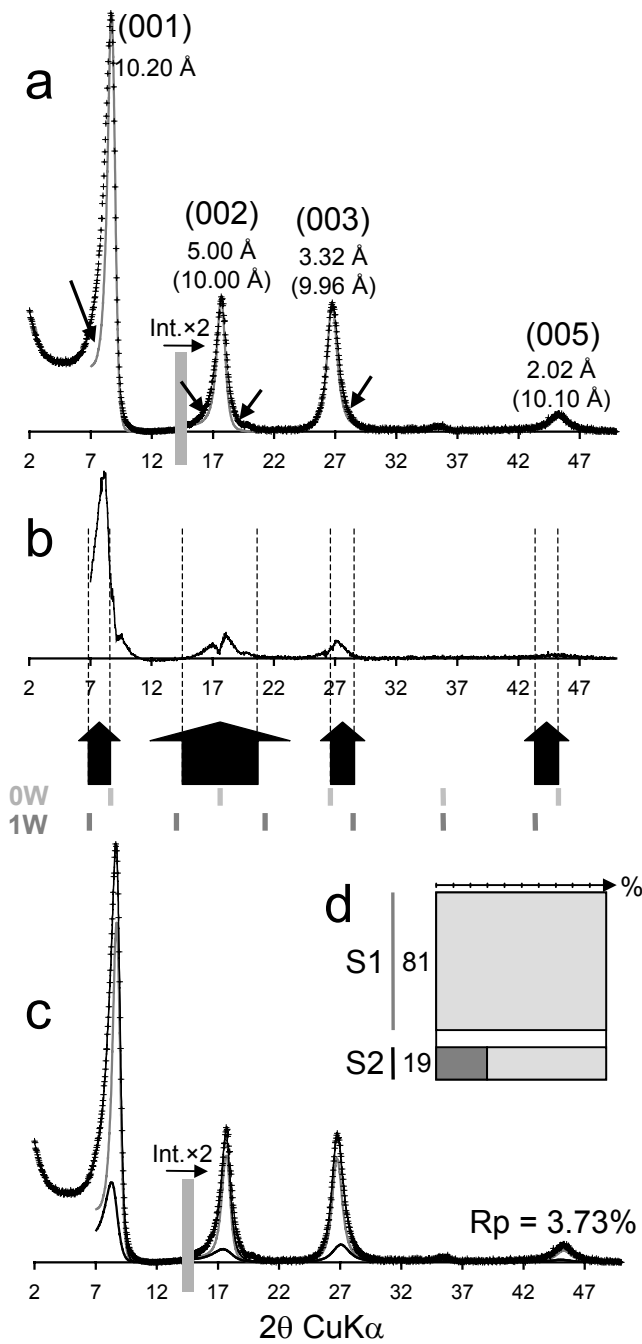 a
(001)
10.20 Å
(002)
5.00 Å
(10.00 Å)
(003)
3.32 Å
(9.96 Å)
(005)
2.02 Å
(10.10 Å)
Int.×2
2 7 12 17 22 27 32 37 42 47
b
2 7 12 17 22 27 32 37 42 47
0W
1W
c
d
%
S1 81
S2 19
Int.×2
Rp = 3.73%
2 7 12 17 22 27 32 37 42 47
2θ CuKα